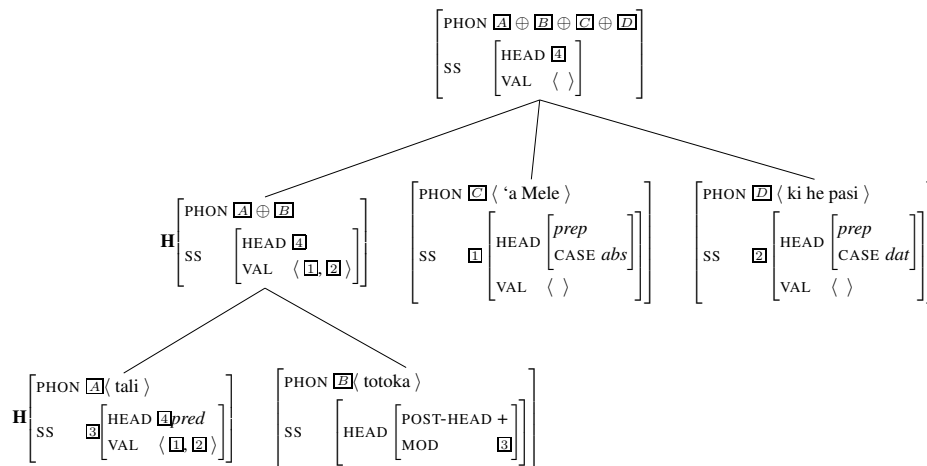 PHON A ⊕ B ⊕ C ⊕ D
SS HEAD 4
VAL ⟨ ⟩
H PHON A ⊕ B
SS HEAD 4
VAL ⟨ 1, 2 ⟩
PHON C ⟨ ‘a Mele ⟩
SS 1 HEAD prep
CASE abs
VAL ⟨ ⟩
PHON D ⟨ ki he pasi ⟩
SS 2 HEAD prep
CASE dat
VAL ⟨ ⟩
H PHON A ⟨ tali ⟩
SS 3 HEAD 4 pred
VAL ⟨ 1, 2 ⟩
PHON B ⟨ totoka ⟩
SS HEAD POST-HEAD +
MOD 3